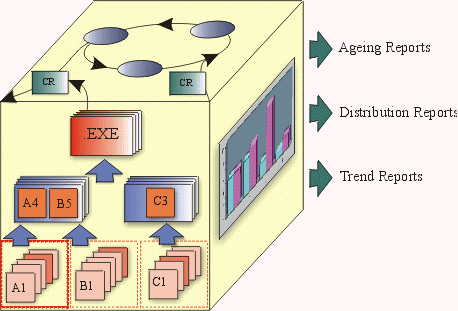 Ageing Reports
CR
CR
Distribution Reports
EXE
Trend Reports
A4
B5
C3
A1
B1
C1